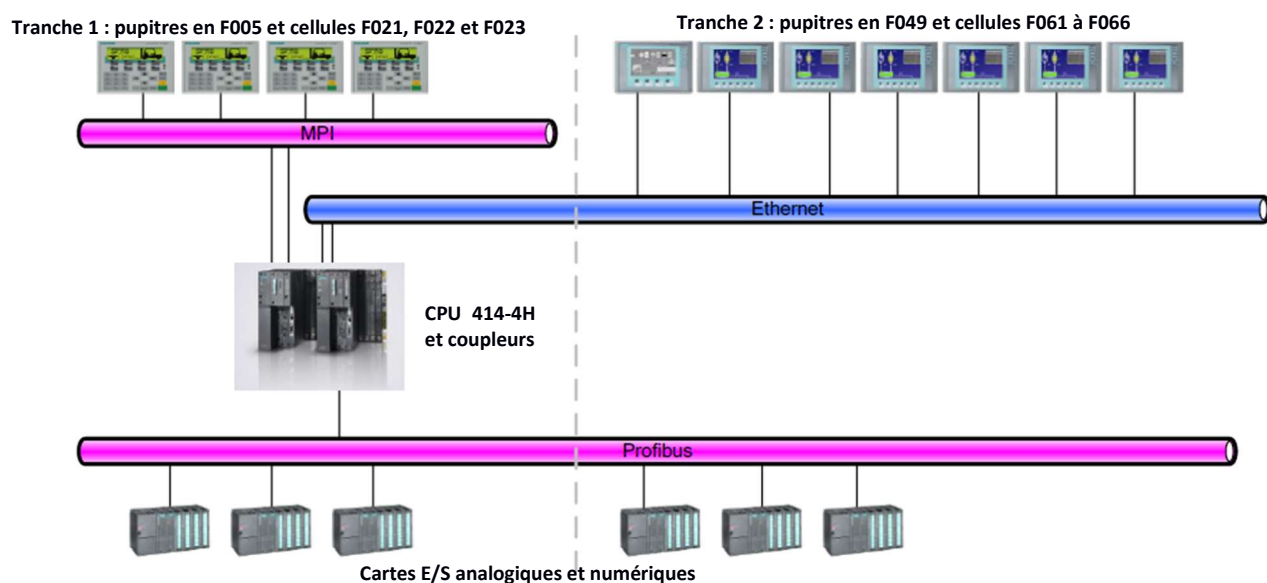 Tranche 1 : pupitres en F005 et cellules F021, F022 et F023
Tranche 2 : pupitres en F049 et cellules F061 à F066
MPI
Ethernet
CPU 414-4H
et coupleurs
Profibus
Cartes E/S analogiques et numériques